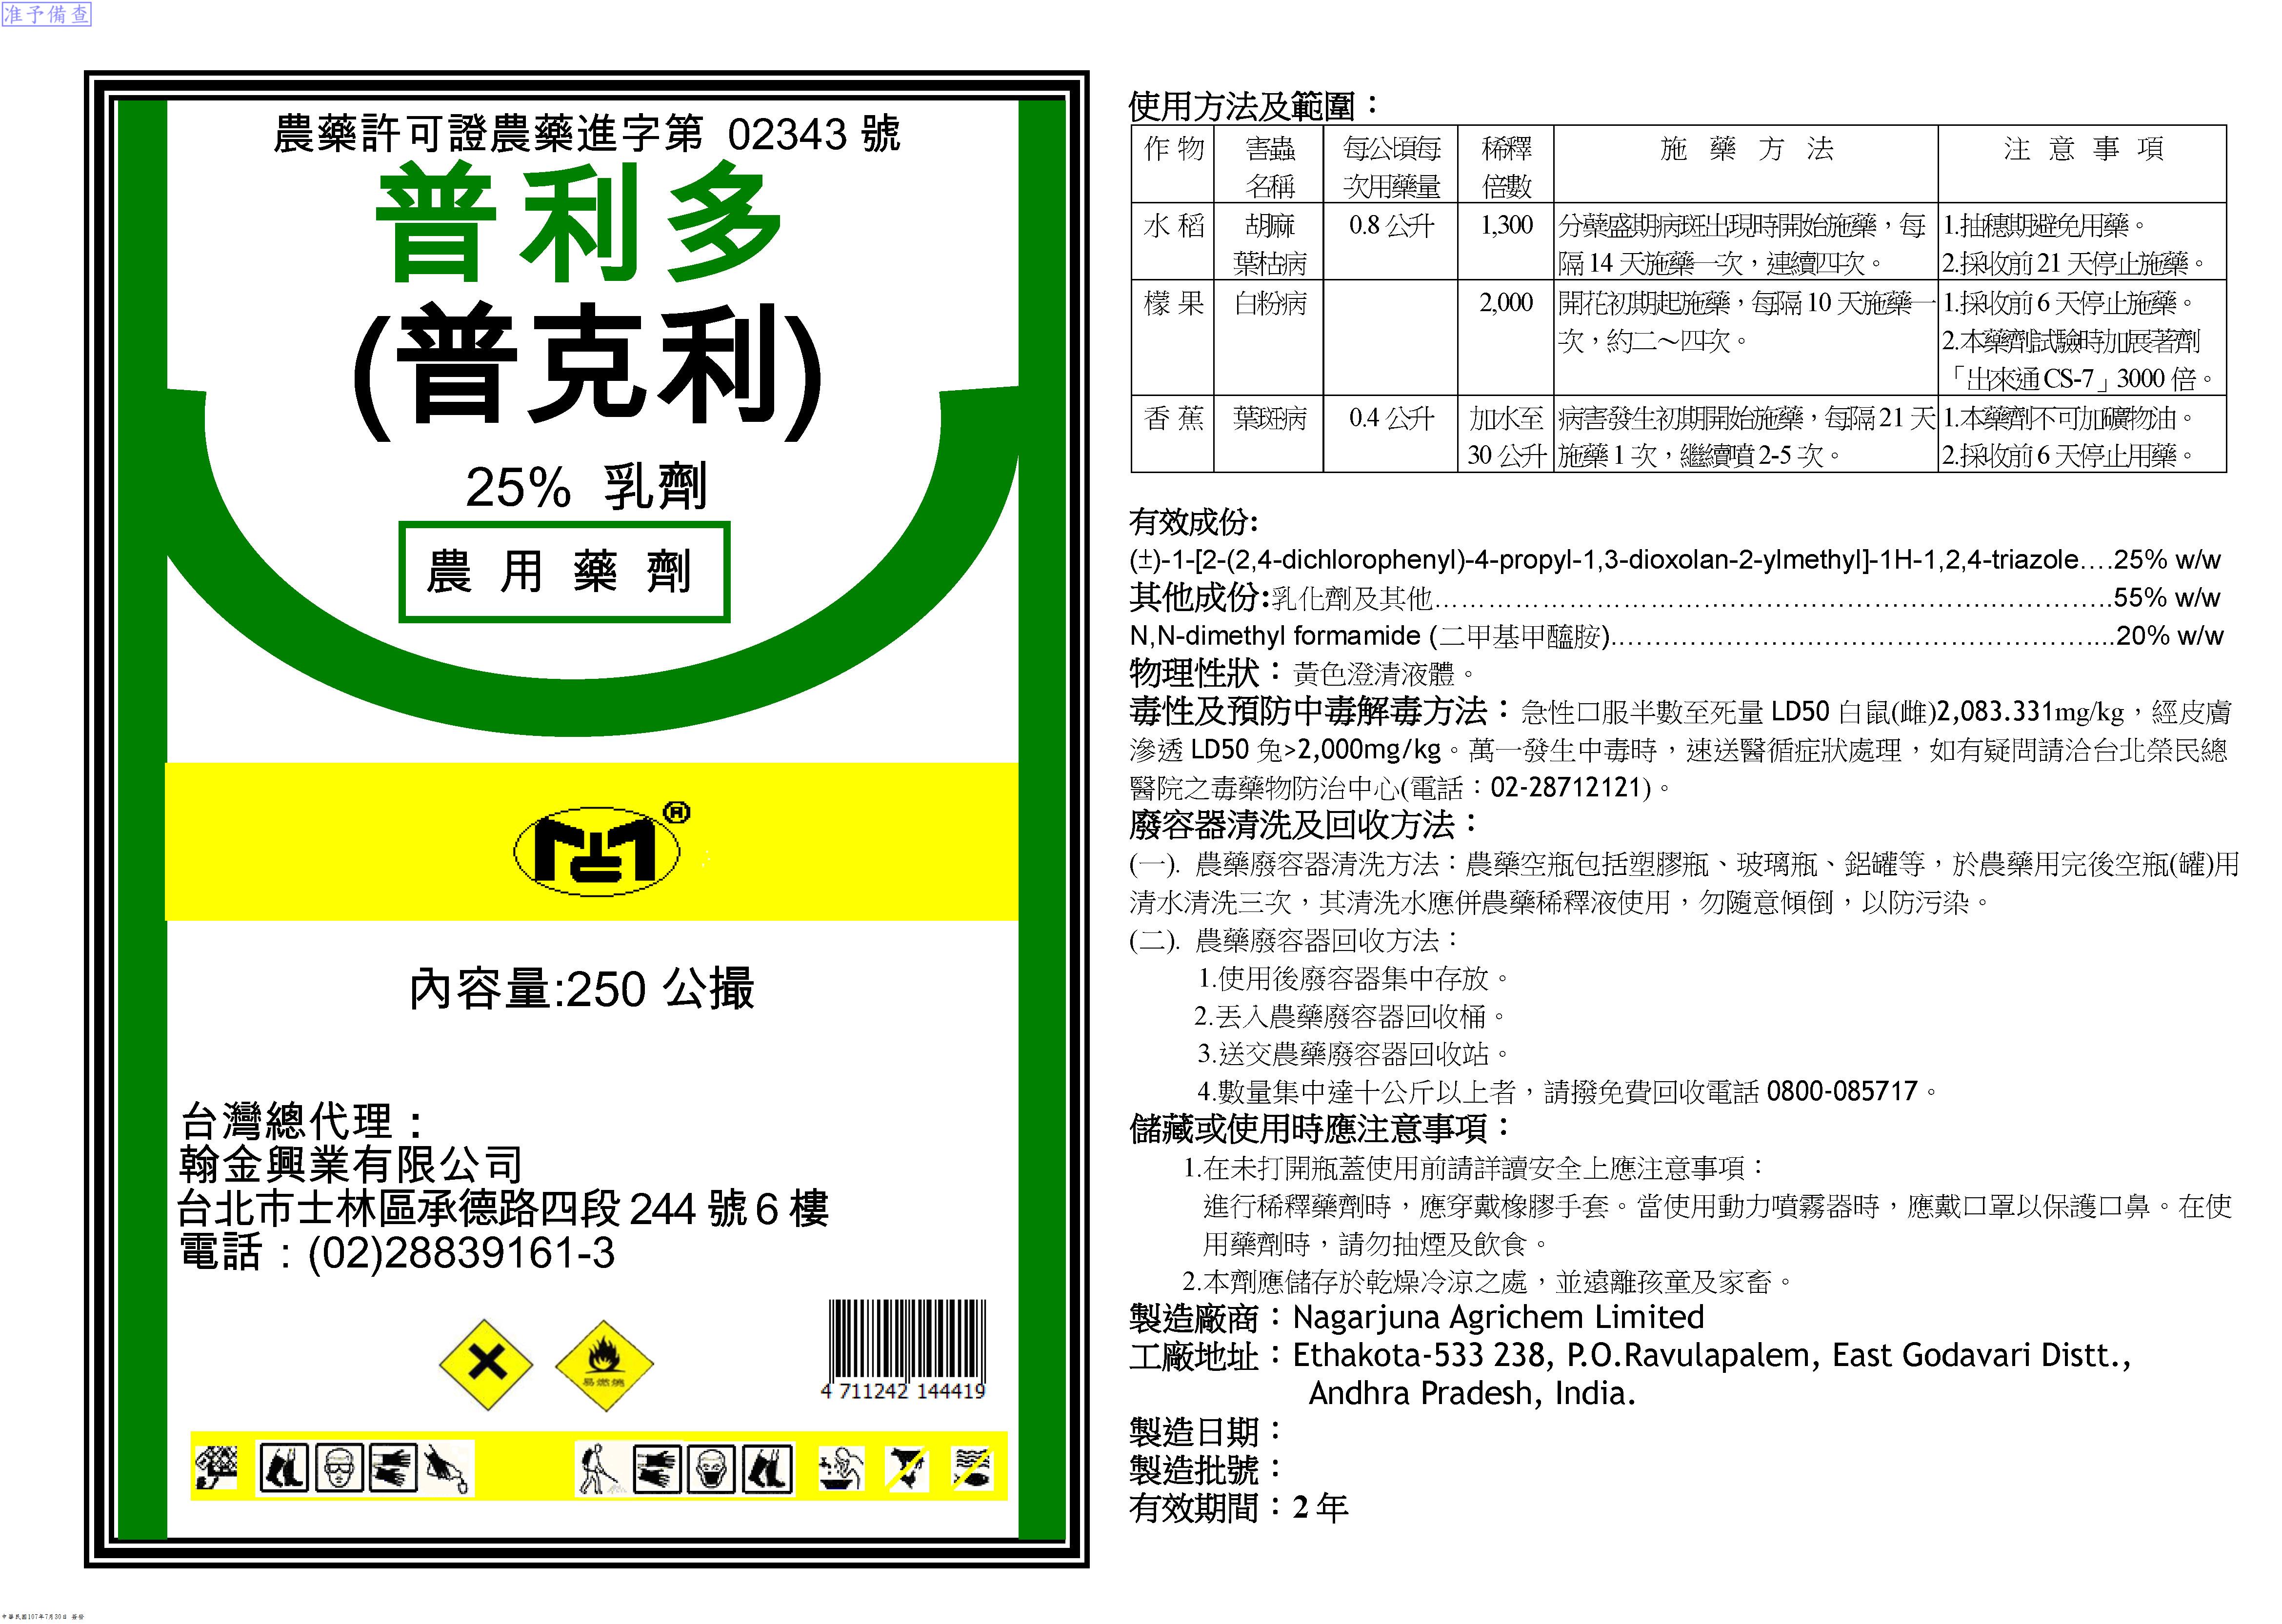 准予備查
農藥許可證農藥進字第 02343 號
普利多
(普克利)
25% 乳劑
農 用 藥 劑
®
內容量:250 公撮
台灣總代理：
翰金興業有限公司
台北市士林區承德路四段 244 號 6 樓
電話：(02)28839161-3
易燃燒
4 711242 144419
使用方法及範圍：
作物 害蟲名稱 每公頃每次用藥量 稀釋倍數 施 藥 方 法 注 意 事 項
水稻 胡麻葉枯病 0.8 公升 1,300 分蘗盛期病斑出現時開始施藥，每隔 14 天施藥一次，連續四次。 1.抽穗期避免用藥。 2.採收前 21 天停止施藥。
檬果 白粉病 2,000 開花初期起施藥，每隔 10 天施藥一次，約二～四次。 1.採收前 6 天停止施藥。 2.本藥劑試驗時加展著劑「出來通 CS-7」3000 倍。
香蕉 葉斑病 0.4 公升 加水至 30 公升 病害發生初期開始施藥，每隔 21 天施藥 1 次，繼續噴 2-5 次。 1.本藥劑不可加礦物油。 2.採收前 6 天停止用藥。
有效成份:
(±)-1-[2-(2,4-dichlorophenyl)-4-propyl-1,3-dioxolan-2-ylmethyl]-1H-1,2,4-triazole....25% w/w
其他成份:乳化劑及其他……………………………………………………………………55% w/w
N,N-dimethyl formamide (二甲基甲醯胺)…………………………………………………20% w/w
物理性狀：黃色澄清液體。
毒性及預防中毒解毒方法：急性口服半數至死量 LD50 白鼠(雌)2,083.331mg/kg，經皮膚
滲透 LD50 兔>2,000mg/kg。萬一發生中毒時，速送醫循症狀處理，如有疑問請洽台北榮民總
醫院之毒藥物防治中心(電話：02-28712121)。
廢容器清洗及回收方法：
(一). 農藥廢容器清洗方法：農藥空瓶包括塑膠瓶、玻璃瓶、鋁罐等，於農藥用完後空瓶(罐)用
清水清洗三次，其清洗水應併農藥稀釋液使用，勿隨意傾倒，以防污染。
(二). 農藥廢容器回收方法：
1.使用後廢容器集中存放。
2.丟入農藥廢容器回收桶。
3.送交農藥廢容器回收站。
4.數量集中達十公斤以上者，請撥免費回收電話 0800-085717。
儲藏或使用時應注意事項：
1.在未打開瓶蓋使用前請詳讀安全上應注意事項：
進行稀釋藥劑時，應穿戴橡膠手套。當使用動力噴霧器時，應戴口罩以保護口鼻。在使
用藥劑時，請勿抽煙及飲食。
2.本劑應儲存於乾燥冷涼之處，並遠離孩童及家畜。
製造廠商：Nagarjuna Agrichem Limited
工廠地址：Ethakota-533 238, P.O.Ravulapalem, East Godavari Distt.,
Andhra Pradesh, India.
製造日期：
製造批號：
有效期間：2 年
中華民國107年7月30日